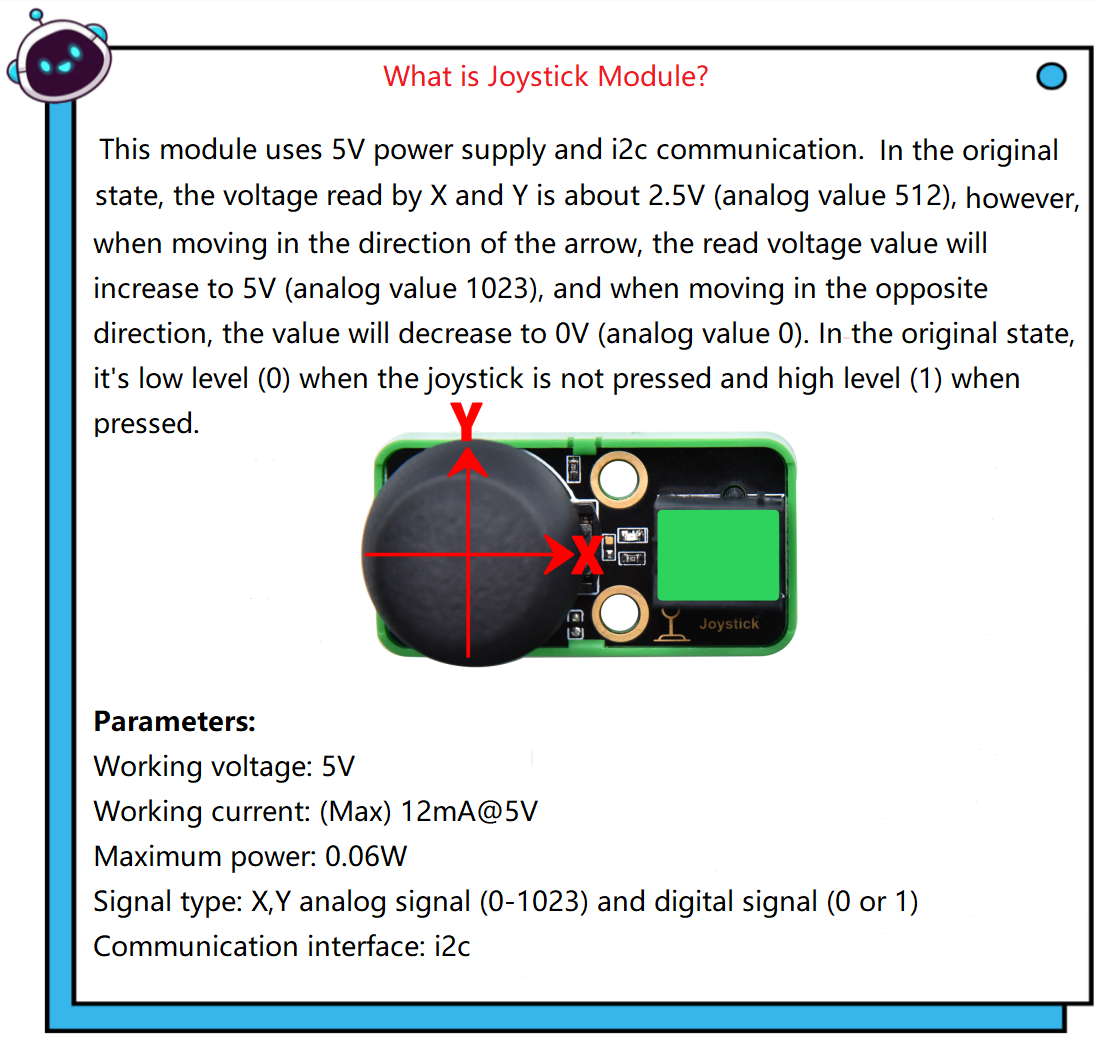 What is Joystick Module?
This module uses 5V power supply and i2c communication. In the original
state, the voltage read by X and Y is about 2.5V (analog value 512), however,
when moving in the direction of the arrow, the read voltage value will
increase to 5V (analog value 1023), and when moving in the opposite
direction, the value will decrease to 0V (analog value 0). In the original state,
it's low level (0) when the joystick is not pressed and high level (1) when
pressed.
Y
X
Joystick
Parameters:
Working voltage: 5V
Working current: (Max) 12mA@5V
Maximum power: 0.06W
Signal type: X,Y analog signal (0-1023) and digital signal (0 or 1)
Communication interface: i2c